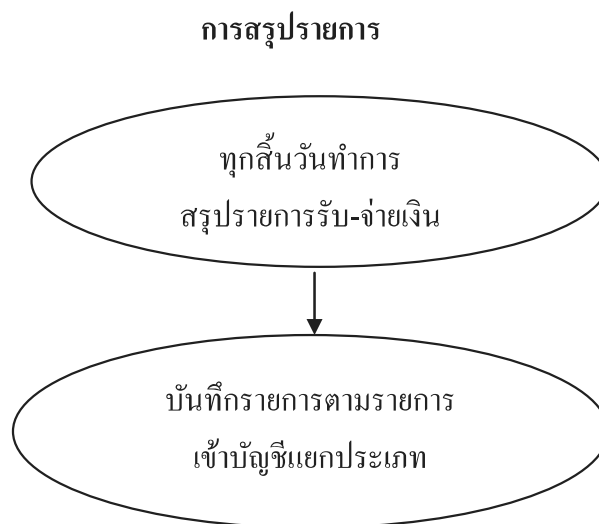 การสรุปรายการ
ทุกสิ้นวันทำการ
สรุปรายการรับ-จ่ายเงิน
บันทึกรายการตามรายการ
เข้าบัญชีแยกประเภท